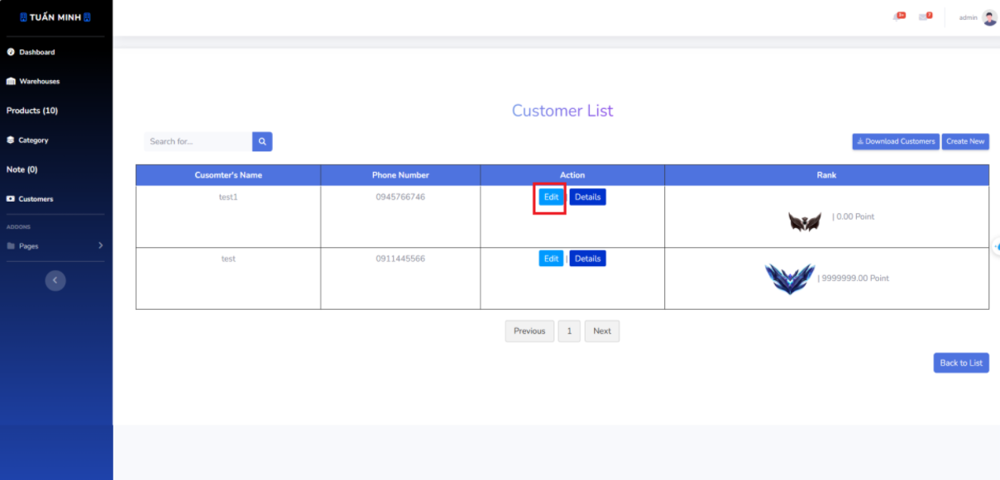 TUẤN MINH
admin
Dashboard
Warehouses
Products (10)
Category
Note (0)
Customers
ADDONS
Pages
Customer List
Search for...
Download Customers
Create New
Cusomter's Name Phone Number Action Rank
test1 0945766746 Edit | Details | 0.00 Point
test 0911445566 Edit | Details | 9999999.00 Point
Previous 1 Next
Back to List